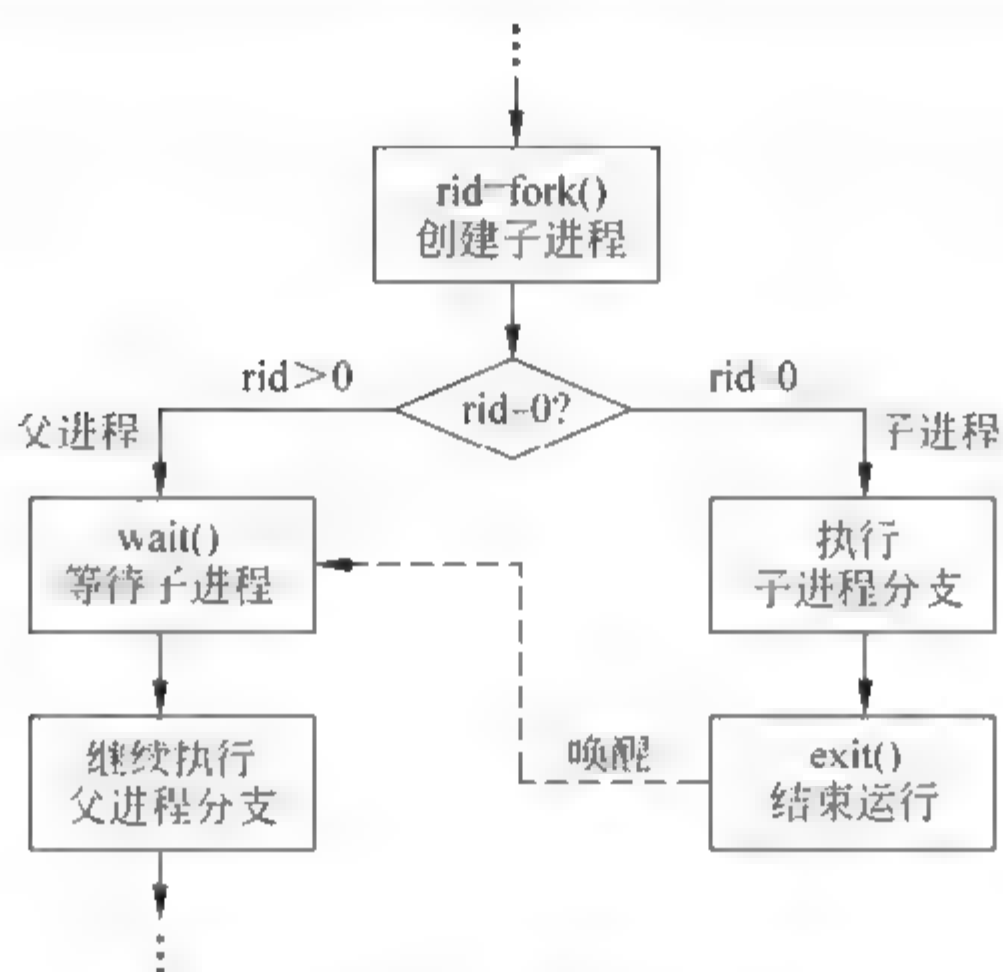 rid=fork()
创建子进程
rid>0
rid=0?
rid=0
父进程
子进程
wait()
等待子进程
执行
子进程分支
继续执行
父进程分支
唤醒
exit()
结束运行